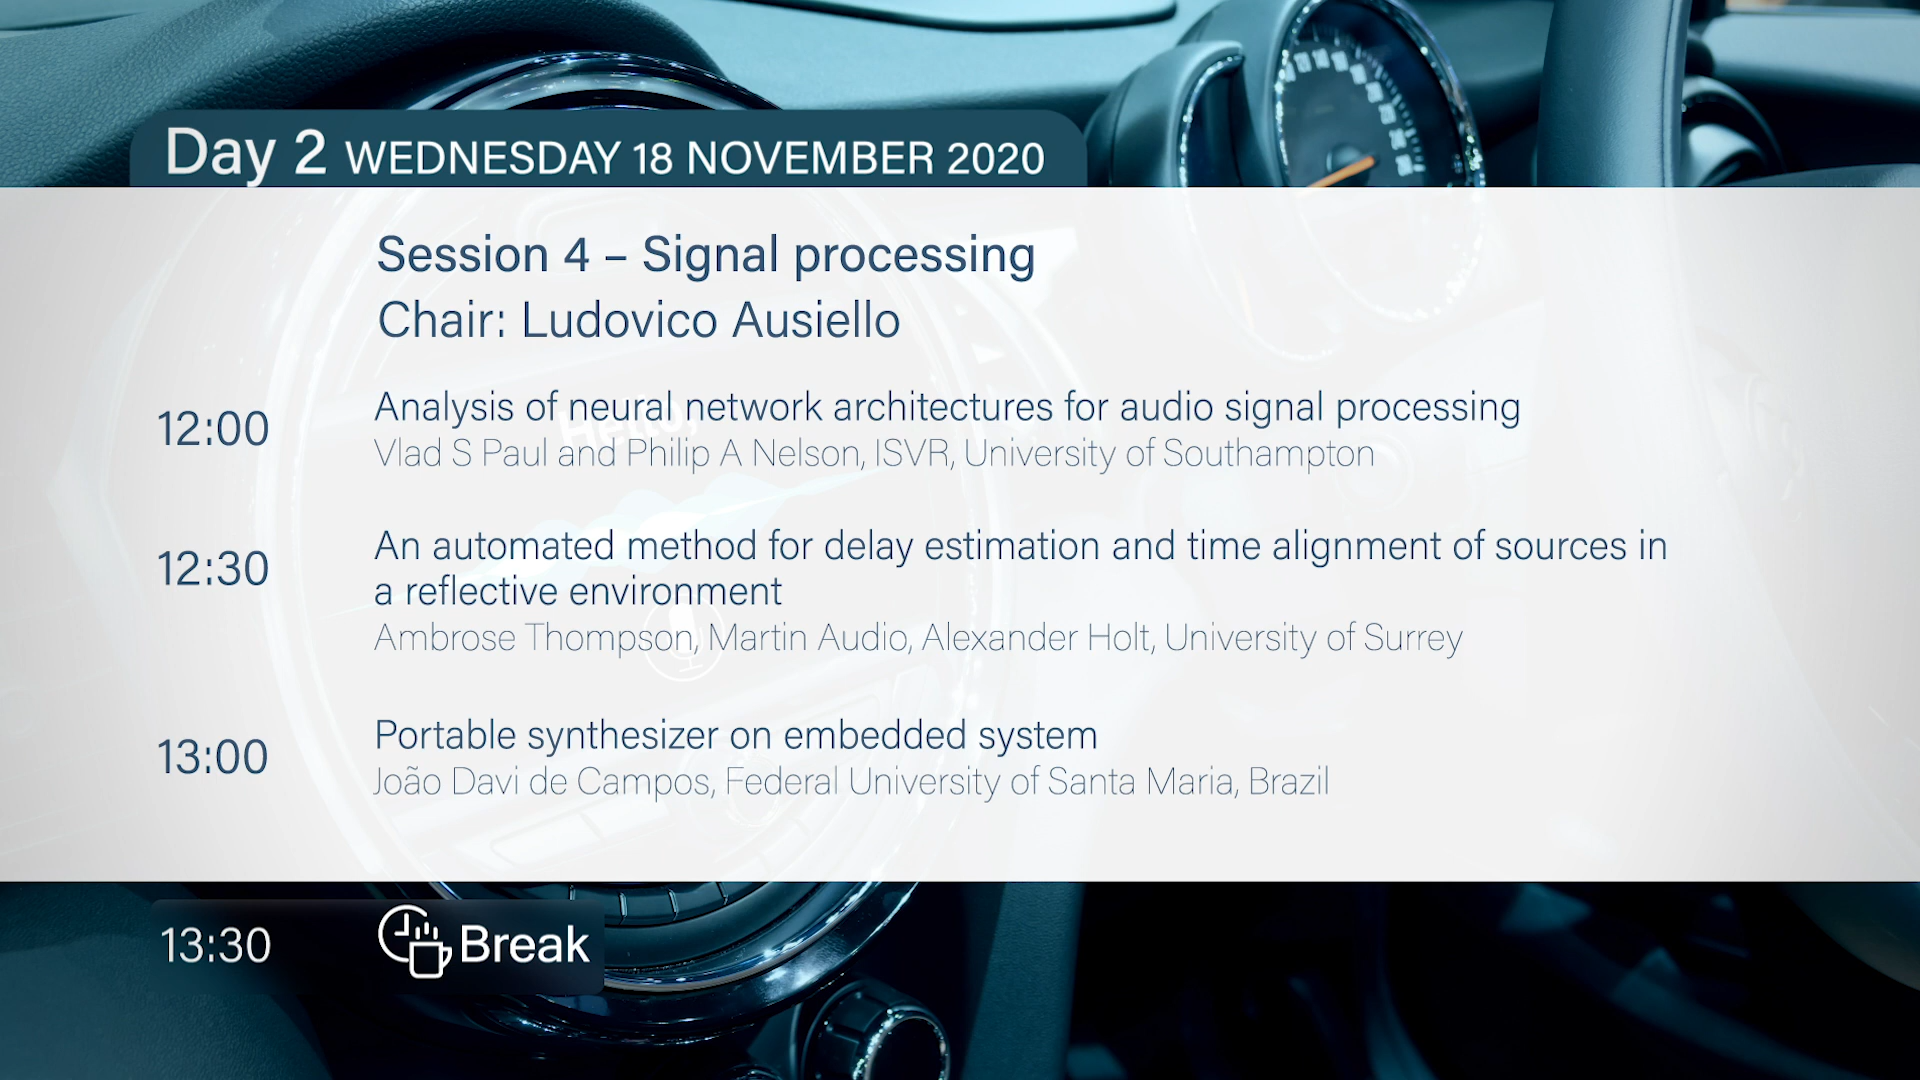 Day 2 WEDNESDAY 18 NOVEMBER 2020
Session 4 – Signal processing
Chair: Ludovico Ausiello
12:00
Analysis of neural network architectures for audio signal processing
Vlad S Paul and Philip A Nelson, ISVR, University of Southampton
12:30
An automated method for delay estimation and time alignment of sources in
a reflective environment
Ambrose Thompson, Martin Audio, Alexander Holt, University of Surrey
13:00
Portable synthesizer on embedded system
João Davi de Campos, Federal University of Santa Maria, Brazil
13:30
Break
Hello,